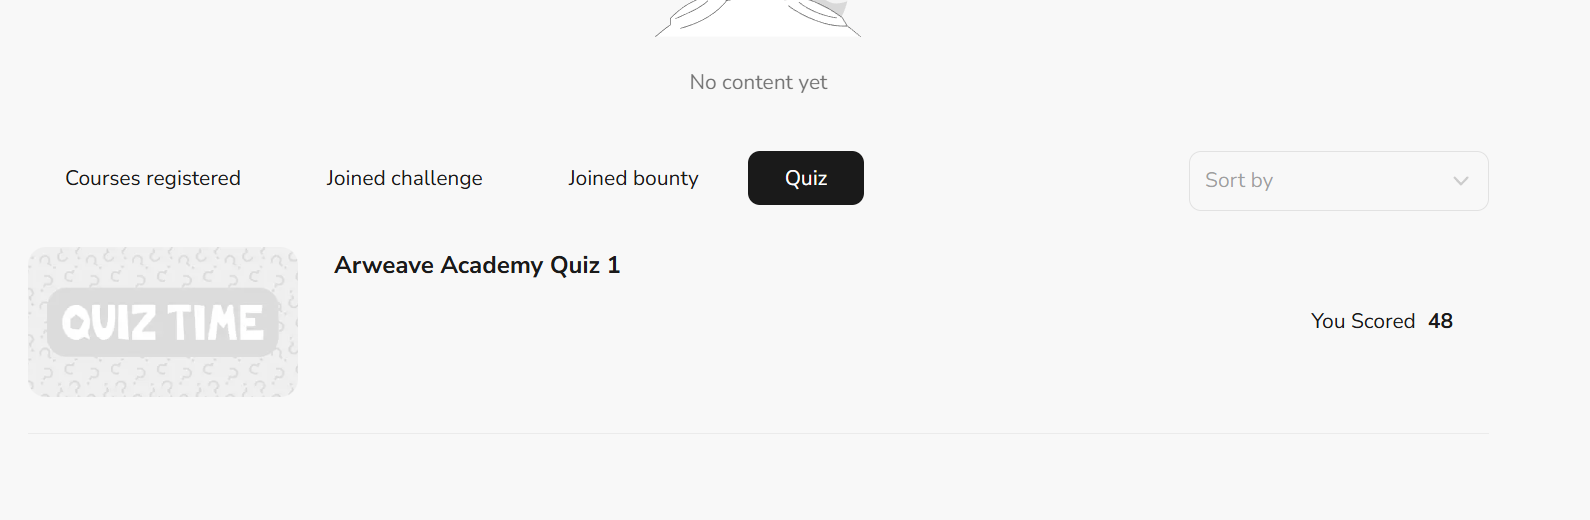 No content yet
Courses registered
Joined challenge
Joined bounty
Quiz
Sort by
QUIZ TIME
Arweave Academy Quiz 1
You Scored 48